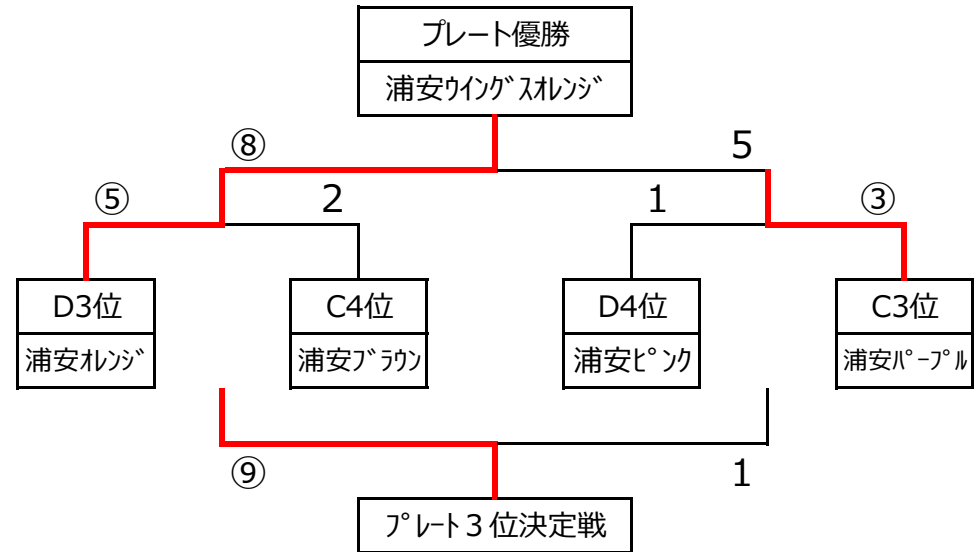 プレート優勝
浦安ｳｲﾝｸﾞｽｵﾚﾝｼﾞ
⑧ 5
⑤ 2 1 ③
D3位 C4位 D4位 C3位
浦安ｵﾚﾝｼﾞ 浦安ﾌﾞﾗｳﾝ 浦安ﾋﾟﾝｸ 浦安ﾊﾟｰﾌﾟﾙ
⑨ 1
ﾌﾟﾚｰﾄ３位決定戦